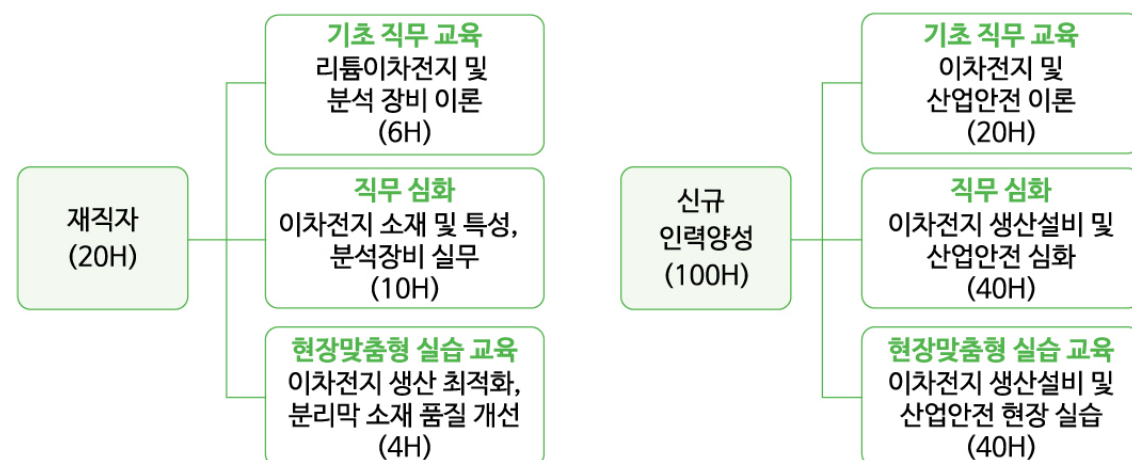 재직자
(20H)
기초 직무 교육
리튬이차전지 및
분석 장비 이론
(6H)
직무 심화
이차전지 소재 및 특성,
분석장비 실무
(10H)
현장맞춤형 실습 교육
이차전지 생산 최적화,
분리막 소재 품질 개선
(4H)
신규
인력양성
(100H)
기초 직무 교육
이차전지 및
산업안전 이론
(20H)
직무 심화
이차전지 생산설비 및
산업안전 심화
(40H)
현장맞춤형 실습 교육
이차전지 생산설비 및
산업안전 현장 실습
(40H)